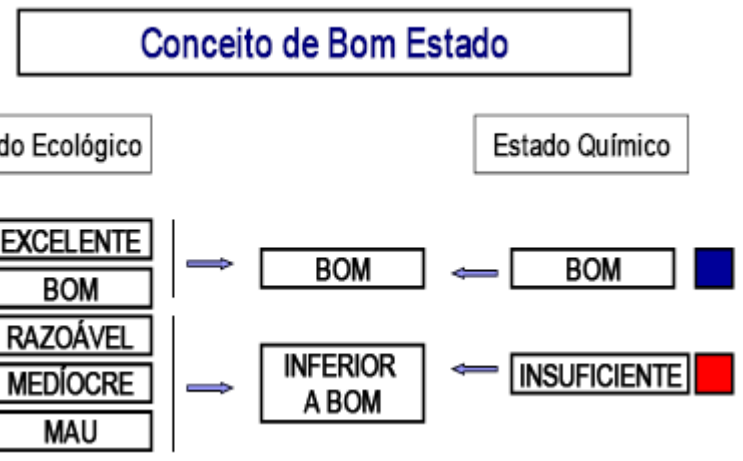 Conceito de Bom Estado
do Ecológico
Estado Químico
EXCELENTE
BOM
RAZOÁVEL
MEDÍOCRE
MAU
BOM
INFERIOR
A BOM
BOM
INSUFICIENTE